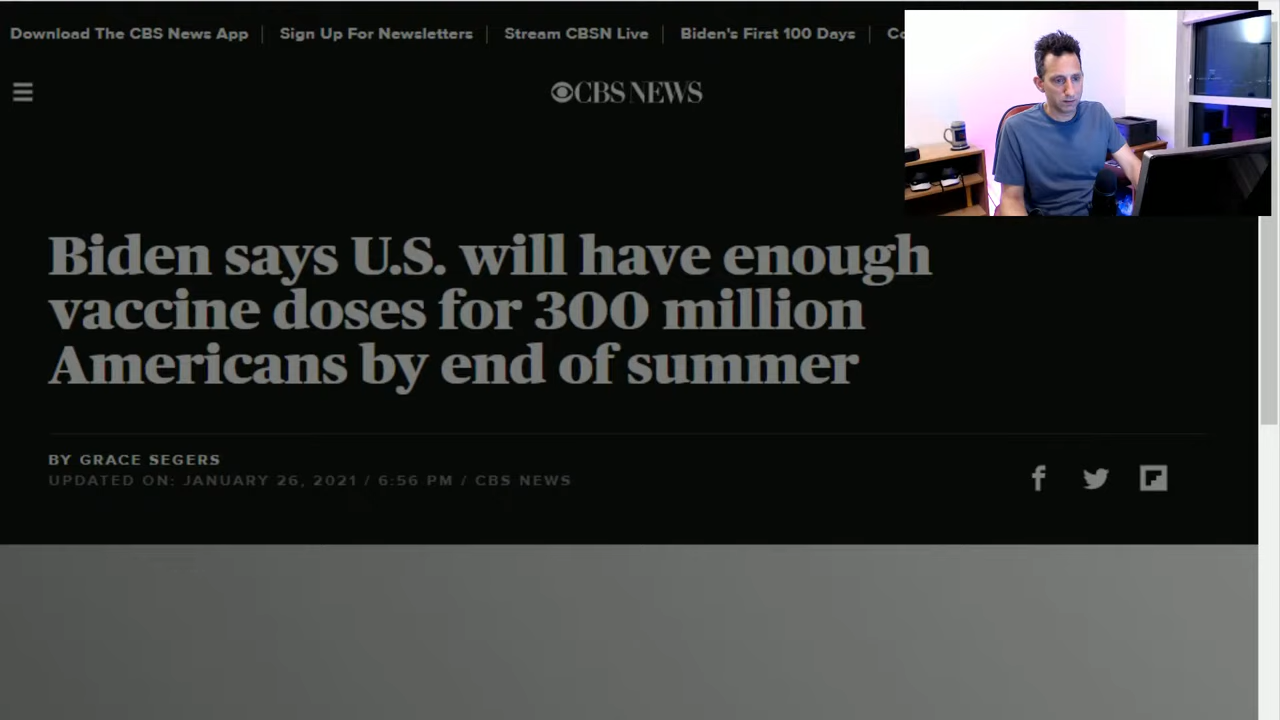 Download The CBS News App
Sign Up For Newsletters
Stream CBSN Live
Biden's First 100 Days
CBS NEWS
Biden says U.S. will have enough
vaccine doses for 300 million
Americans by end of summer
BY GRACE SEGERS
UPDATED ON: JANUARY 26, 2021 / 6:56 PM / CBS NEWS